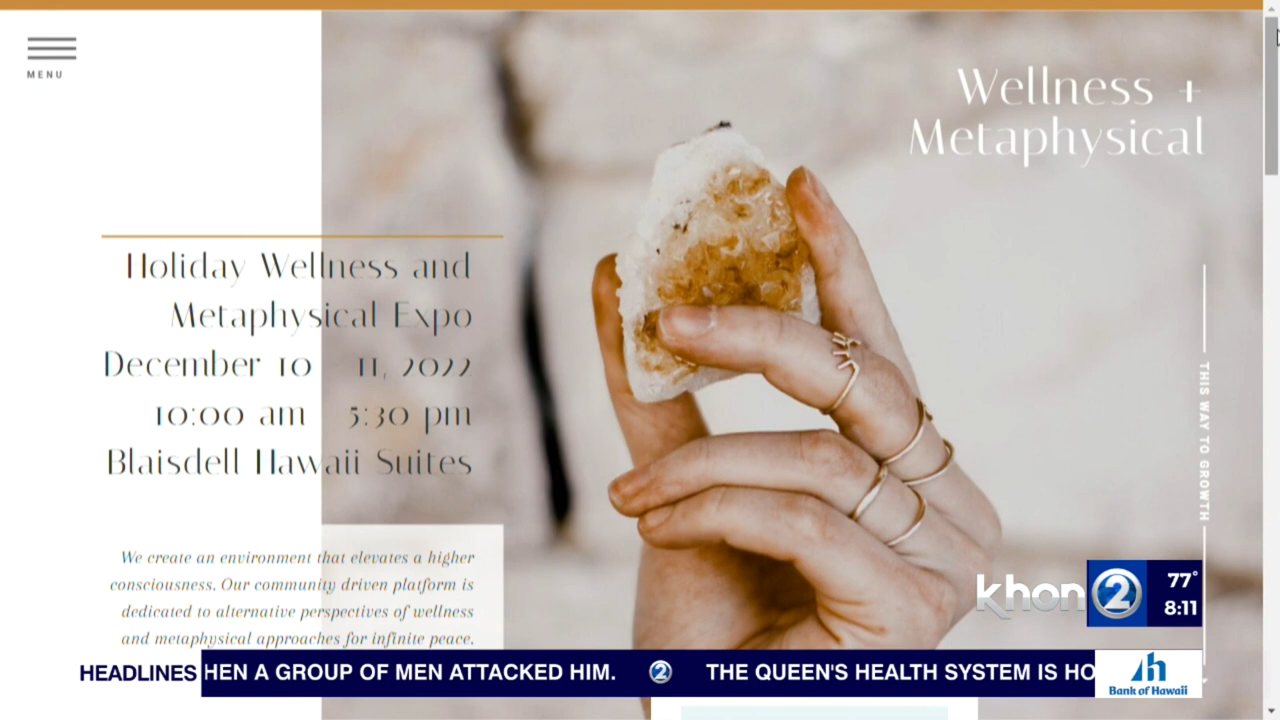 MENU
Wellness +
Metaphysical
Holiday Wellness and
Metaphysical Expo
December 10 11, 2022
10:00 am 5:30 pm
Blaisdell Hawaii Suites
We create an environment that elevates a higher
consciousness. Our community driven platform is
dedicated to alternative perspectives of wellness
and metaphysical approaches for infinite peace.
THIS WAY TO GROWTH
khon 2
77°
8:11
HEADLINES HEN A GROUP OF MEN ATTACKED HIM. 2 THE QUEEN'S HEALTH SYSTEM IS HO
Bank of Hawaii